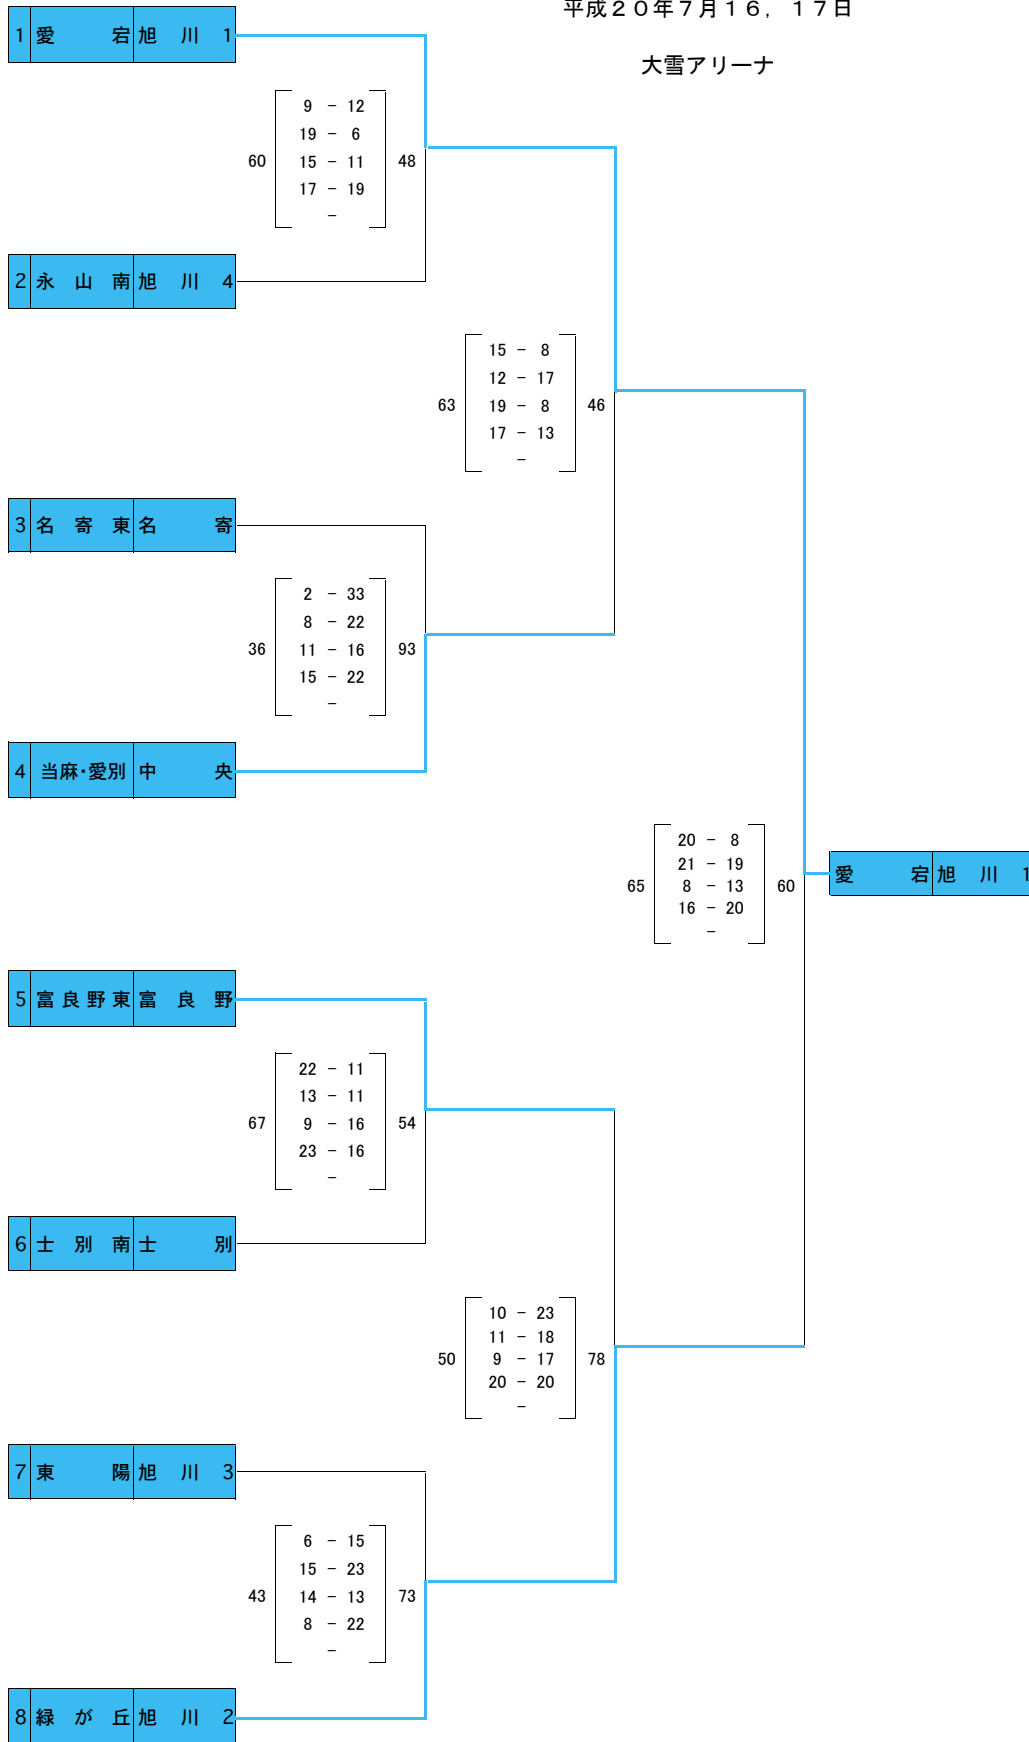 平成２０年７月１６，１７日
1 愛 宕 旭 川 1
大雪アリーナ
9 - 12
19 - 6
60 15 - 11 48
17 - 19
-
2 永 山 南 旭 川 4
15 - 8
12 - 17
63 19 - 8 46
17 - 13
-
3 名 寄 東 名 寄
2 - 33
8 - 22
36 11 - 16 93
15 - 22
-
4 当麻・愛別 中 央
20 - 8
21 - 19
65 8 - 13 60
16 - 20
-
愛 宕 旭 川 1
5 富 良 野 東 富 良 野
22 - 11
13 - 11
67 9 - 16 54
23 - 16
-
6 士 別 南 士 別
10 - 23
11 - 18
50 9 - 17 78
20 - 20
-
7 東 陽 旭 川 3
6 - 15
15 - 23
43 14 - 13 73
8 - 22
-
8 緑 が 丘 旭 川 2